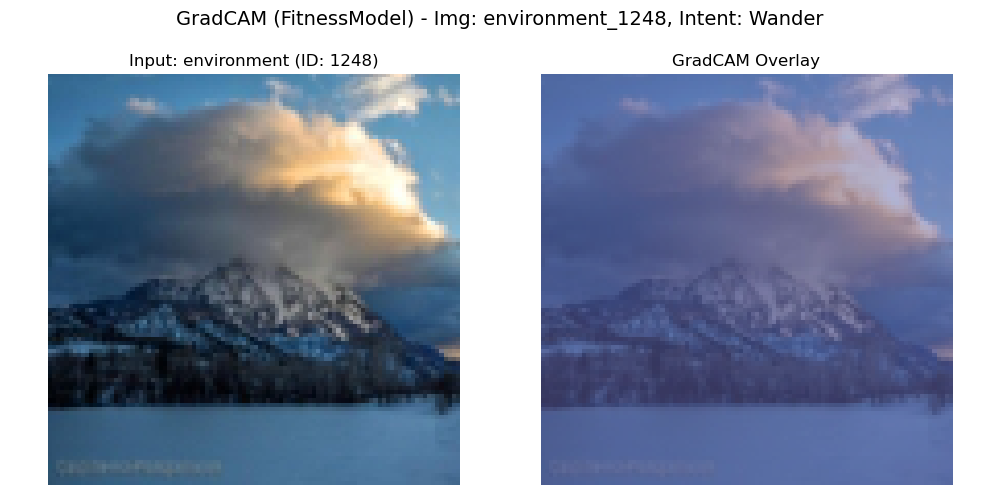 GradCAM (FitnessModel) - Img: environment_1248, Intent: Wander
Input: environment (ID: 1248)
GradCAM Overlay